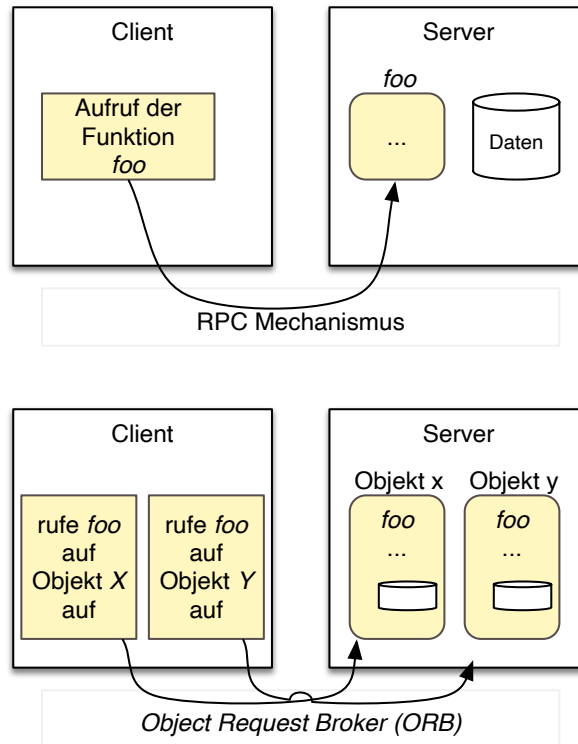 Client
Server
Aufruf der
Funktion
foo
foo
...
Daten
RPC Mechanismus
Client
Server
rufe foo
auf
Objekt X
auf
rufe foo
auf
Objekt Y
auf
Objekt x
foo
...
Objekt y
foo
...
Object Request Broker (ORB)